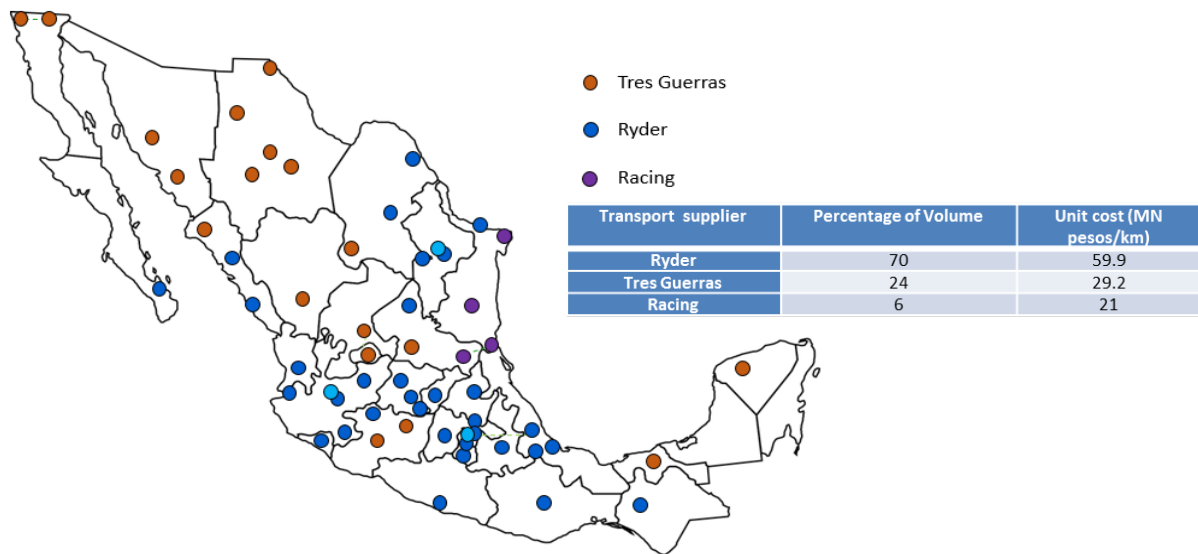 Tres Guerras
Ryder
Racing
Transport supplier Percentage of Volume Unit cost (MN
pesos/km)
Ryder 70 59.9
Tres Guerras 24 29.2
Racing 6 21